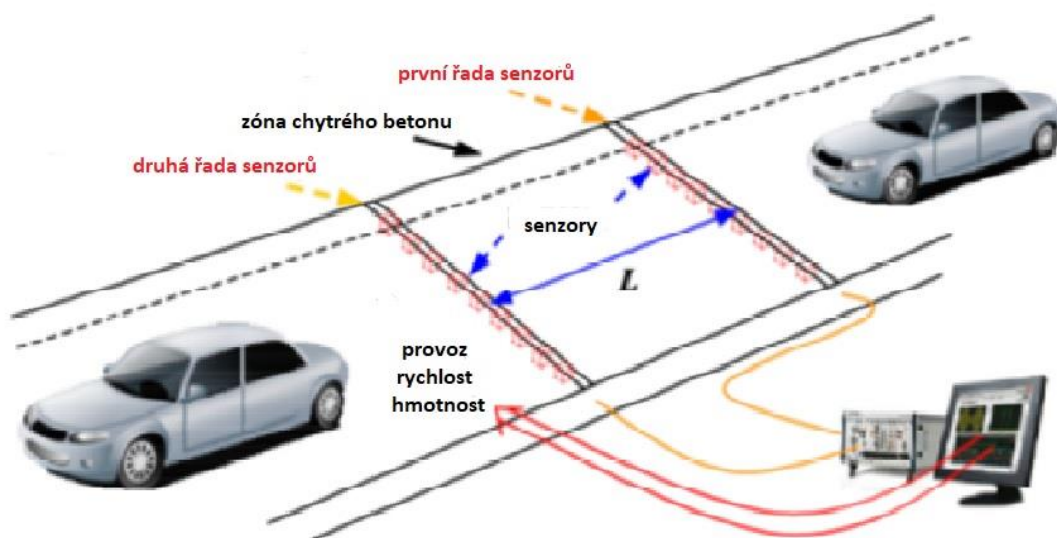 první řada senzorů
zóna chytrého betonu
druhá řada senzorů
senzory
L
provoz
rychlost
hmotnost